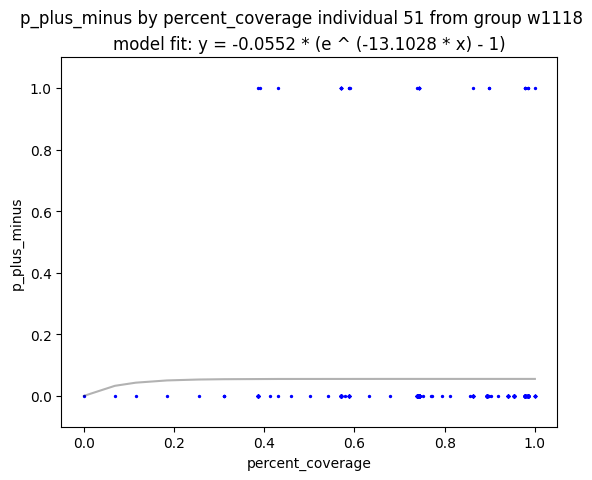 p_plus_minus by percent_coverage individual 51 from group w1118
model fit: y = -0.0552 * (e ^ (-13.1028 * x) - 1)
1.0
0.8
0.6
0.4
0.2
0.0
p_plus_minus
0.0 0.2 0.4 0.6 0.8 1.0
percent_coverage